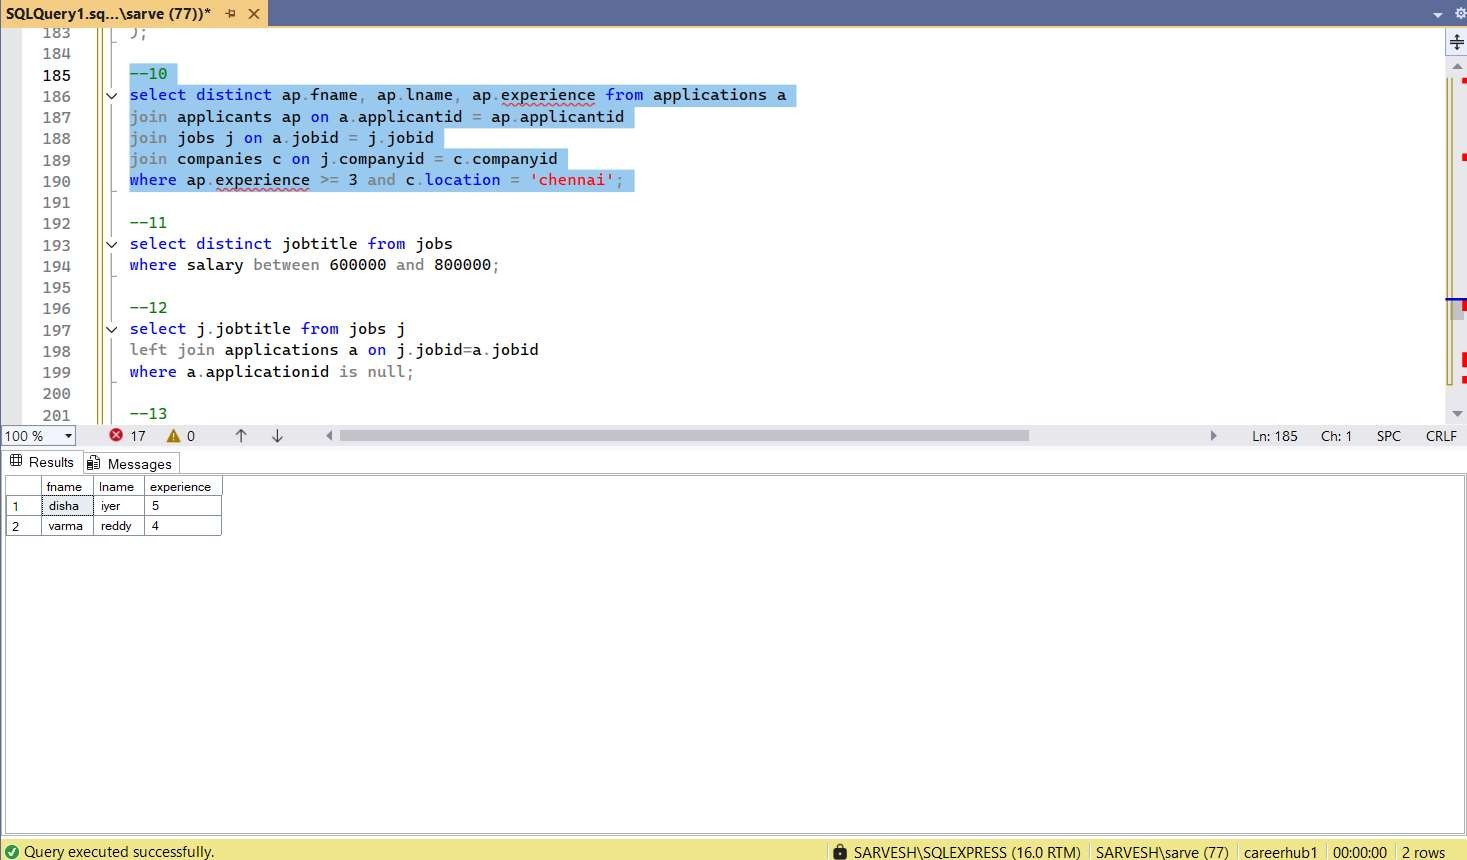 SQLQuery1.sq...\sarve (77))*
183 );
184
185 --10
186 select distinct ap.fname, ap.lname, ap.experience from applications a
187 join applicants ap on a.applicantid = ap.applicantid
188 join jobs j on a.jobid = j.jobid
189 join companies c on j.companyid = c.companyid
190 where ap.experience >= 3 and c.location = 'chennai';
191
192 --11
193 select distinct jobtitle from jobs
194 where salary between 600000 and 800000;
195
196 --12
197 select j.jobtitle from jobs j
198 left join applications a on j.jobid=a.jobid
199 where a.applicationid is null;
200
201 --13
100 % 17 0 Ln: 185 Ch: 1 SPC CRLF
Results Messages
fname lname experience
1 disha iyer 5
2 varma reddy 4
Query executed successfully. SARVESH\SQLEXPRESS (16.0 RTM) SARVESH\sarve (77) careerhub1 00:00:00 2 rows